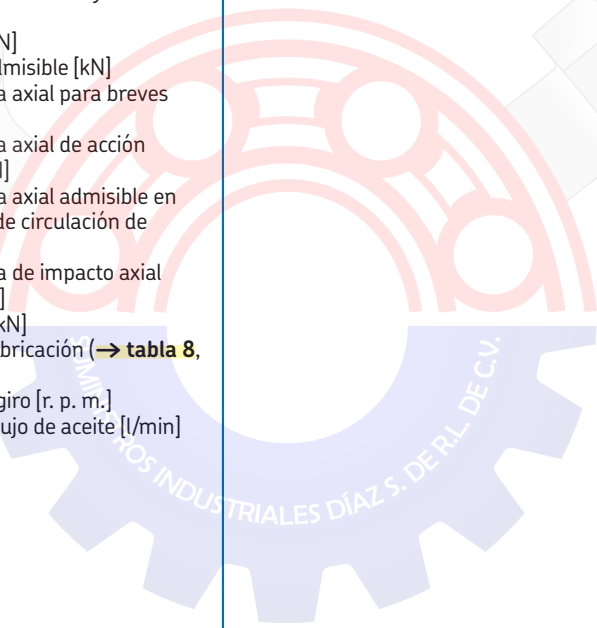 N]
dmisible [kN]
a axial para breves
a axial de acción
N]
a axial admisible en
de circulación de
a de impacto axial
]
kN]
bricación (→ tabla 8,
giro [r. p. m.]
ujo de aceite [l/min]
SUMINISTROS INDUSTRIALES DÍAZ S. DE R.L. DE C.V.